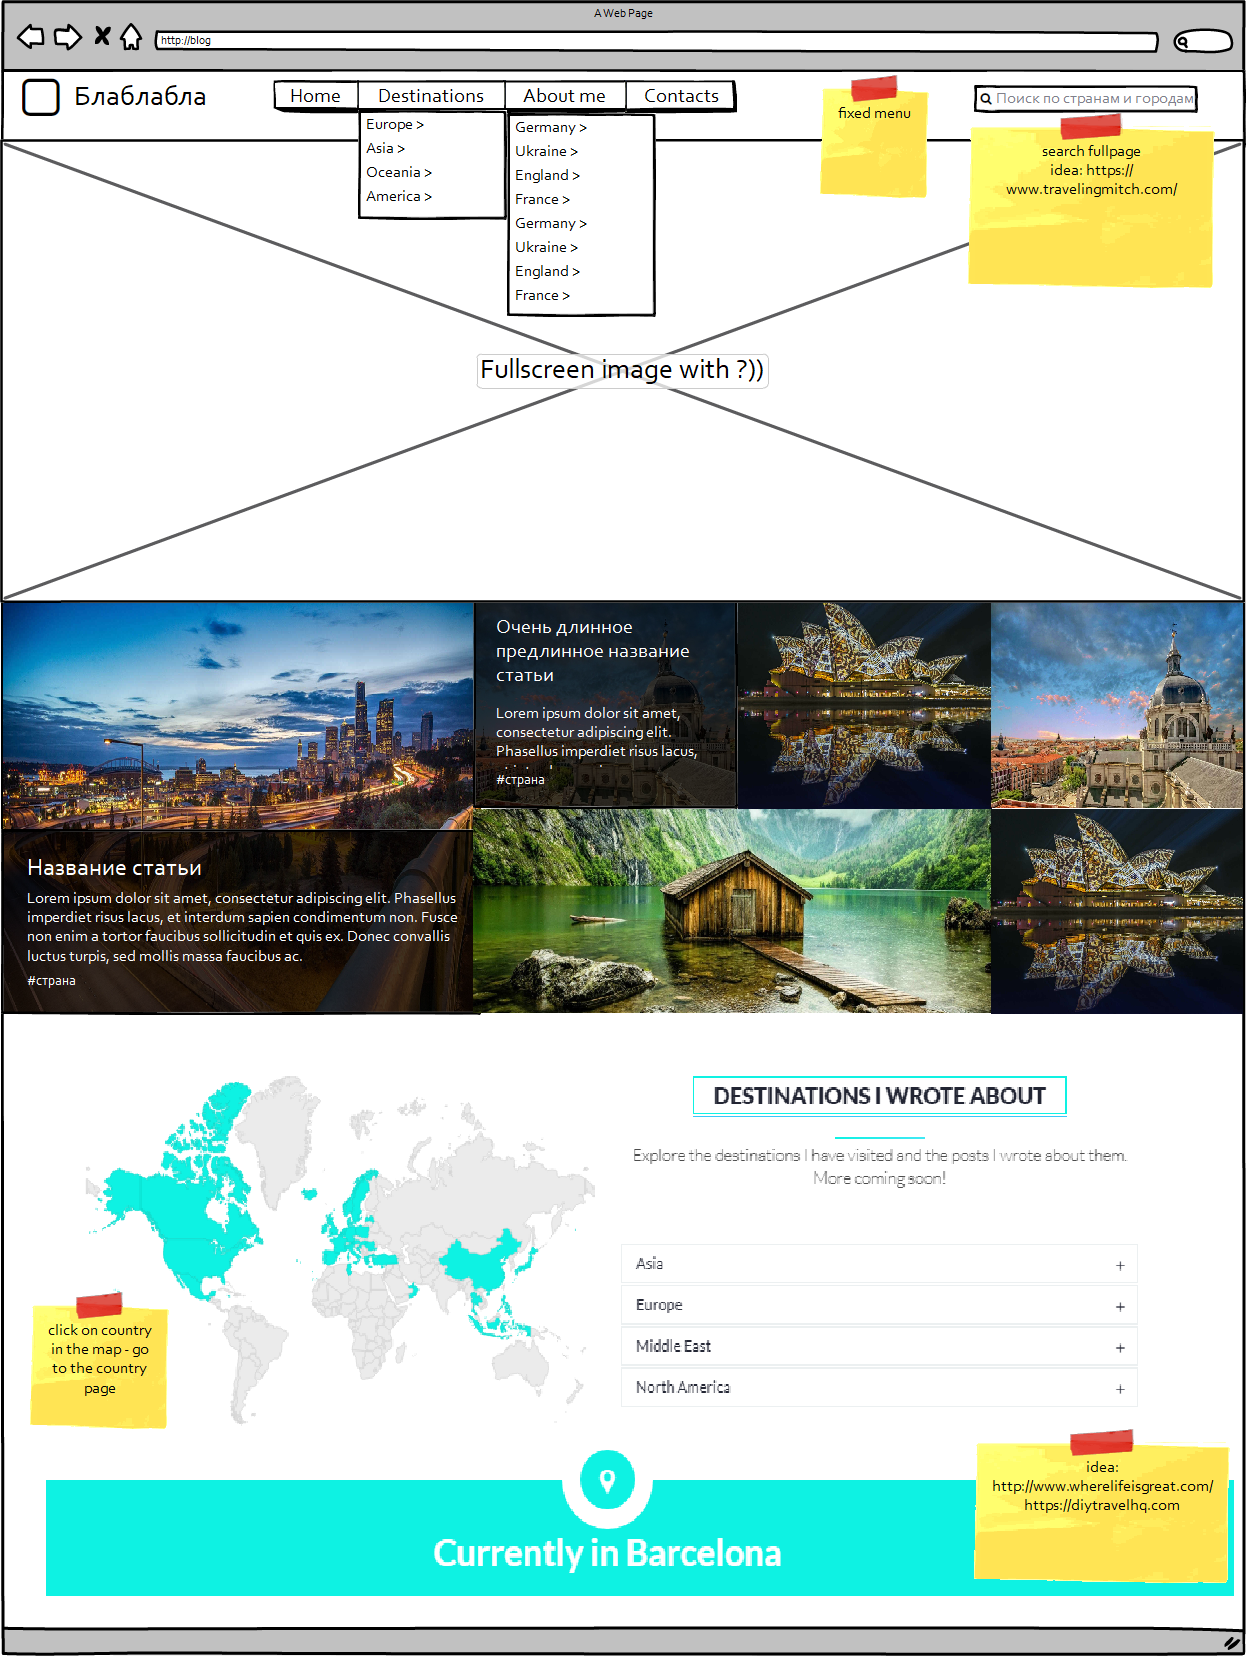 A Web Page
http://blog
Блаблабла
Home
Destinations
About me
Contacts
fixed menu
Поиск по странам и городам
Europe >
Asia >
Oceania >
America >
Germany >
Ukraine >
England >
France >
Germany >
Ukraine >
England >
France >
search fullpage
idea: https://
www.travelingmitch.com/
Fullscreen image with ?))
Очень длинное
предлинное название
статьи
Lorem ipsum dolor sit amet,
consectetur adipiscing elit.
Phasellus imperdiet risus lacus,
#страна
Название статьи
Lorem ipsum dolor sit amet, consectetur adipiscing elit. Phasellus
imperdiet risus lacus, et interdum sapien condimentum non. Fusce
non enim a tortor faucibus sollicitudin et quis ex. Donec convallis
luctus turpis, sed mollis massa faucibus ac.
#страна
DESTINATIONS I WROTE ABOUT
Explore the destinations I have visited and the posts I wrote about them.
More coming soon!
Asia +
Europe +
Middle East +
North America +
click on country
in the map - go
to the country
page
idea:
http://www.wherelifeisgreat.com/
https://diytravelhq.com
Currently in Barcelona